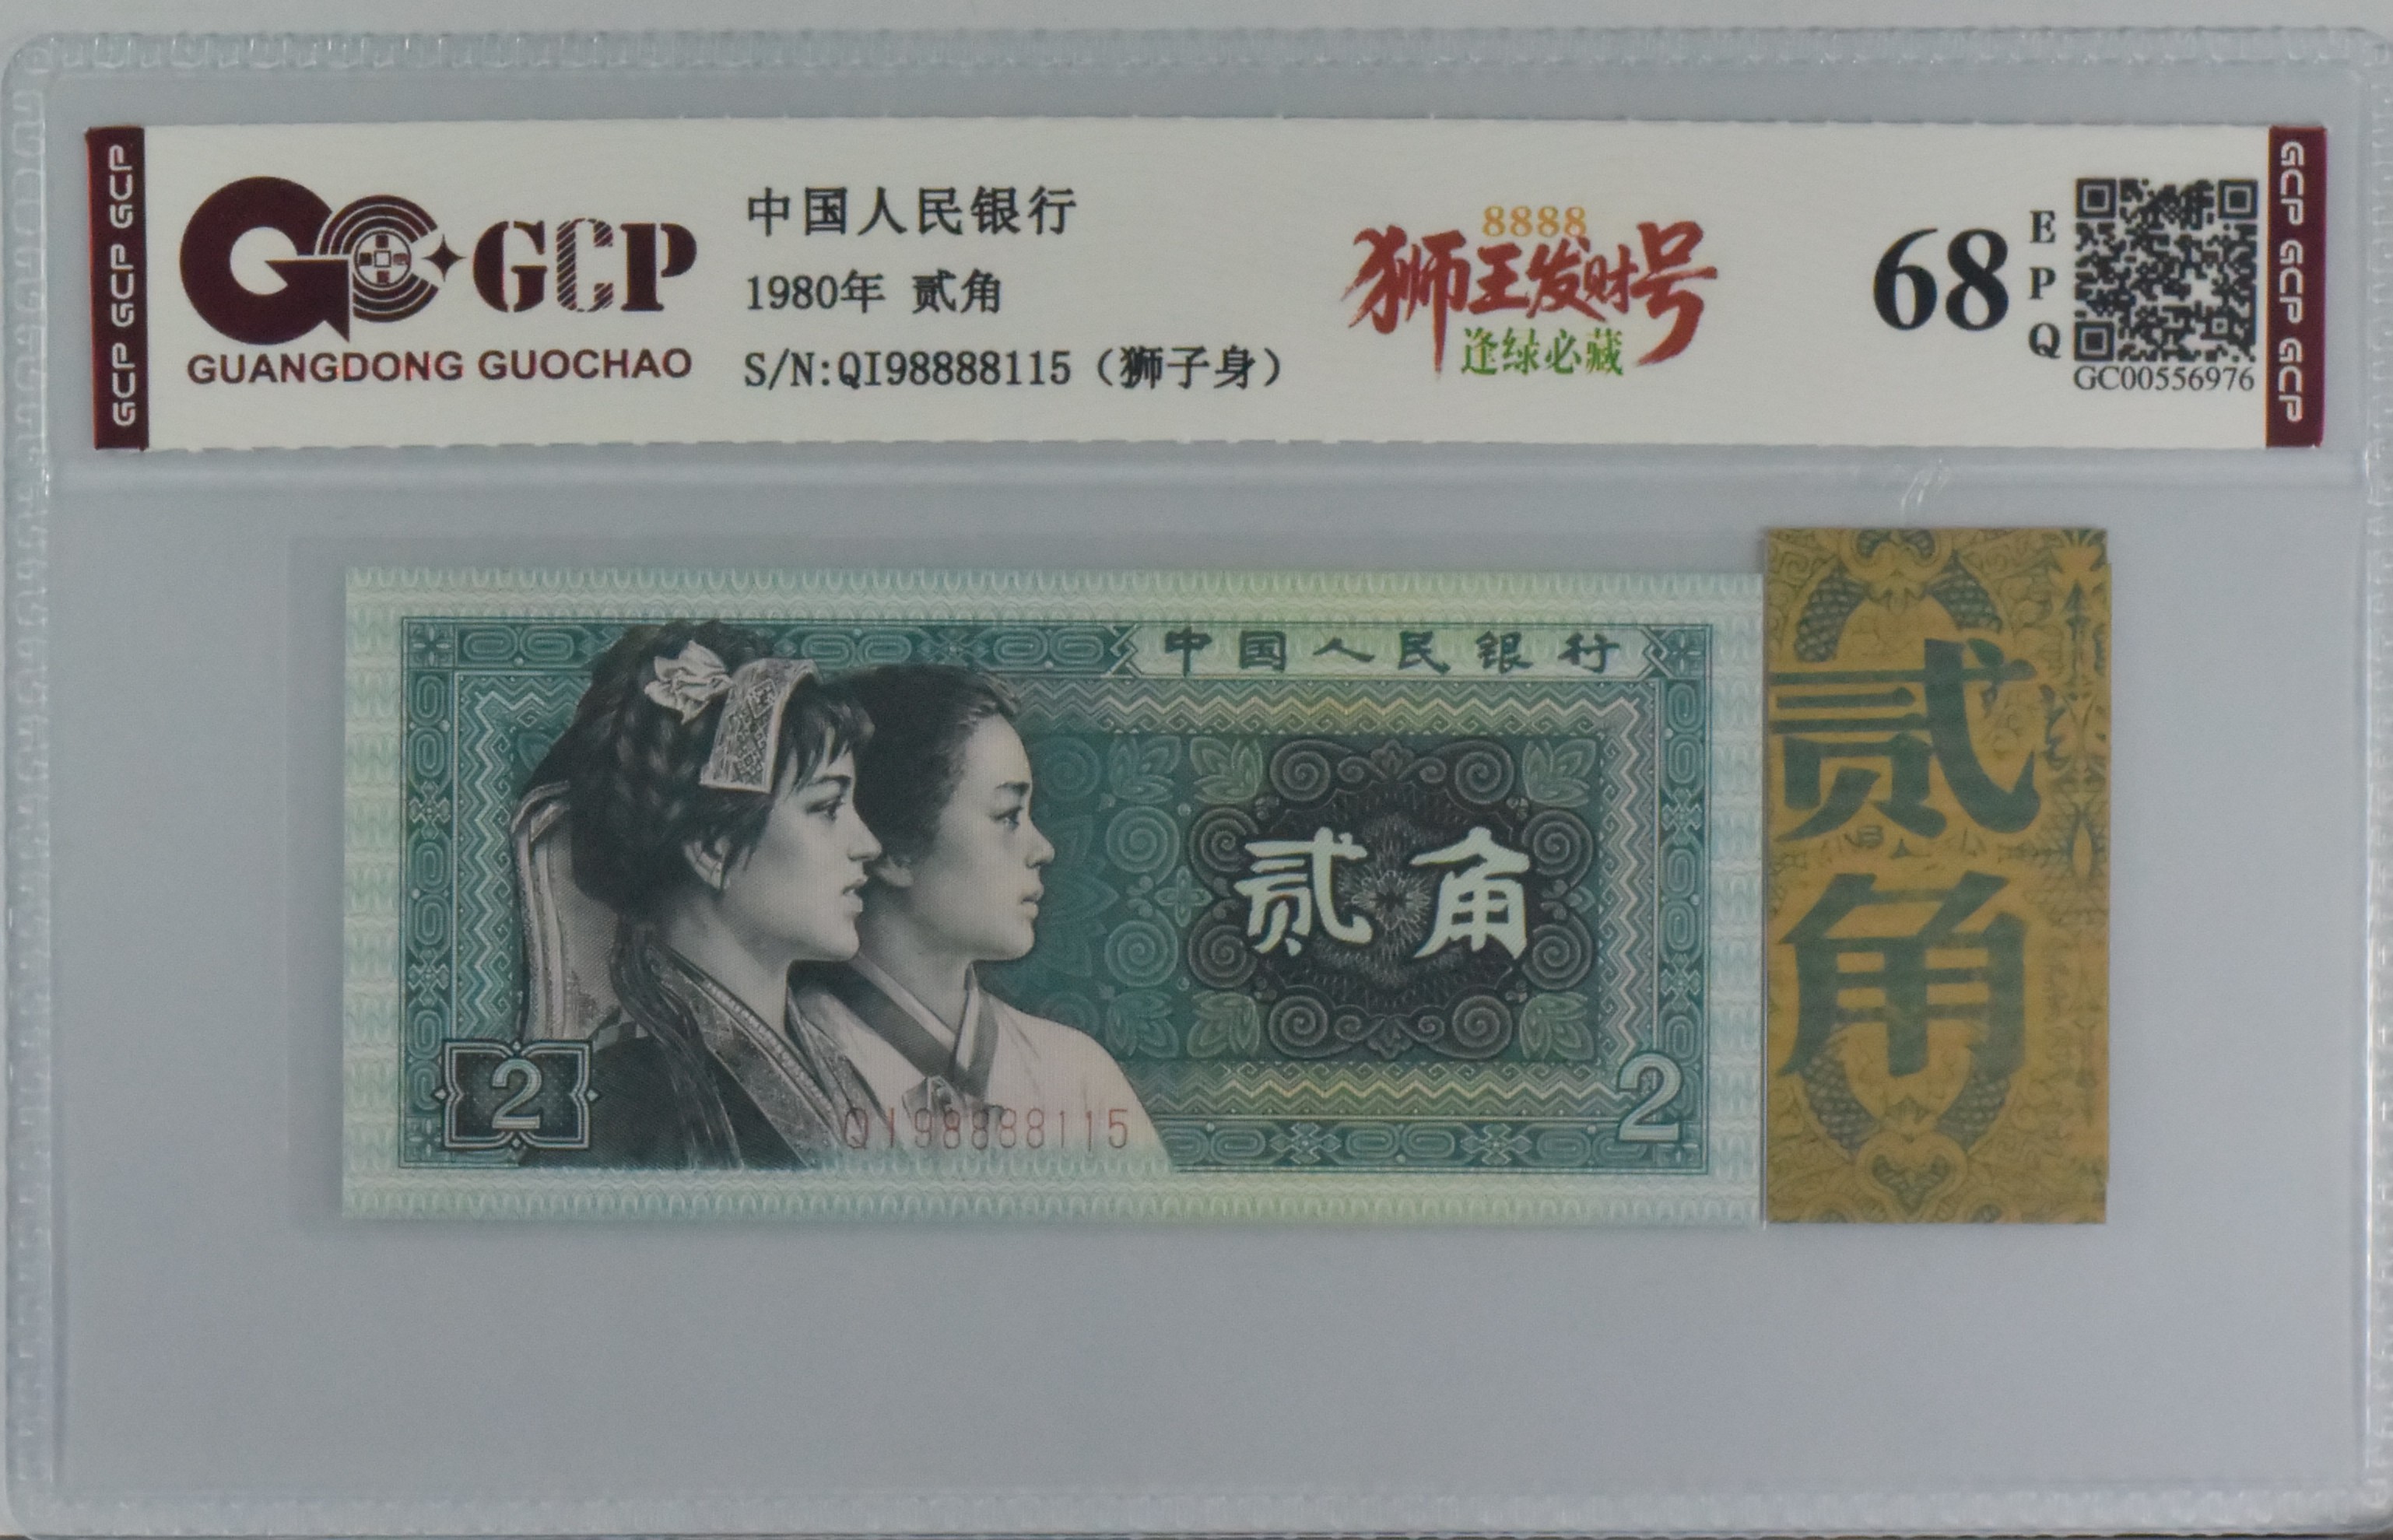 GCP GCP GCP
GCP
GUANGDONG GUOCHAO
中国人民银行
1980年 贰角
S/N:QI98888115（狮子身）
8888
狮王发财号
逢绿必藏
68
EPQ
GC00556976
GCP GCP GCP
中国人民银行
贰角
2
QI98888115
2
贰角